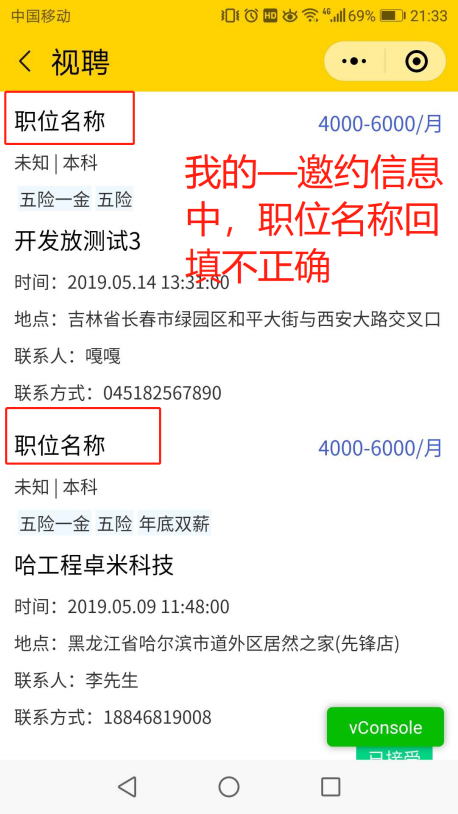 中国移动 HD 4G 69% 21:33
视聘
职位名称
4000-6000/月
未知 | 本科
五险一金 五险
我的—邀约信息
中，职位名称回
填不正确
开发放测试3
时间：2019.05.14 13:31:00
地点：吉林省长春市绿园区和平大街与西安大路交叉口
联系人：嘎嘎
联系方式：045182567890
职位名称
4000-6000/月
未知 | 本科
五险一金 五险 年底双薪
哈工程卓米科技
时间：2019.05.09 11:48:00
地点：黑龙江省哈尔滨市道外区居然之家(先锋店)
联系人：李先生
联系方式：18846819008
vConsole
已接受